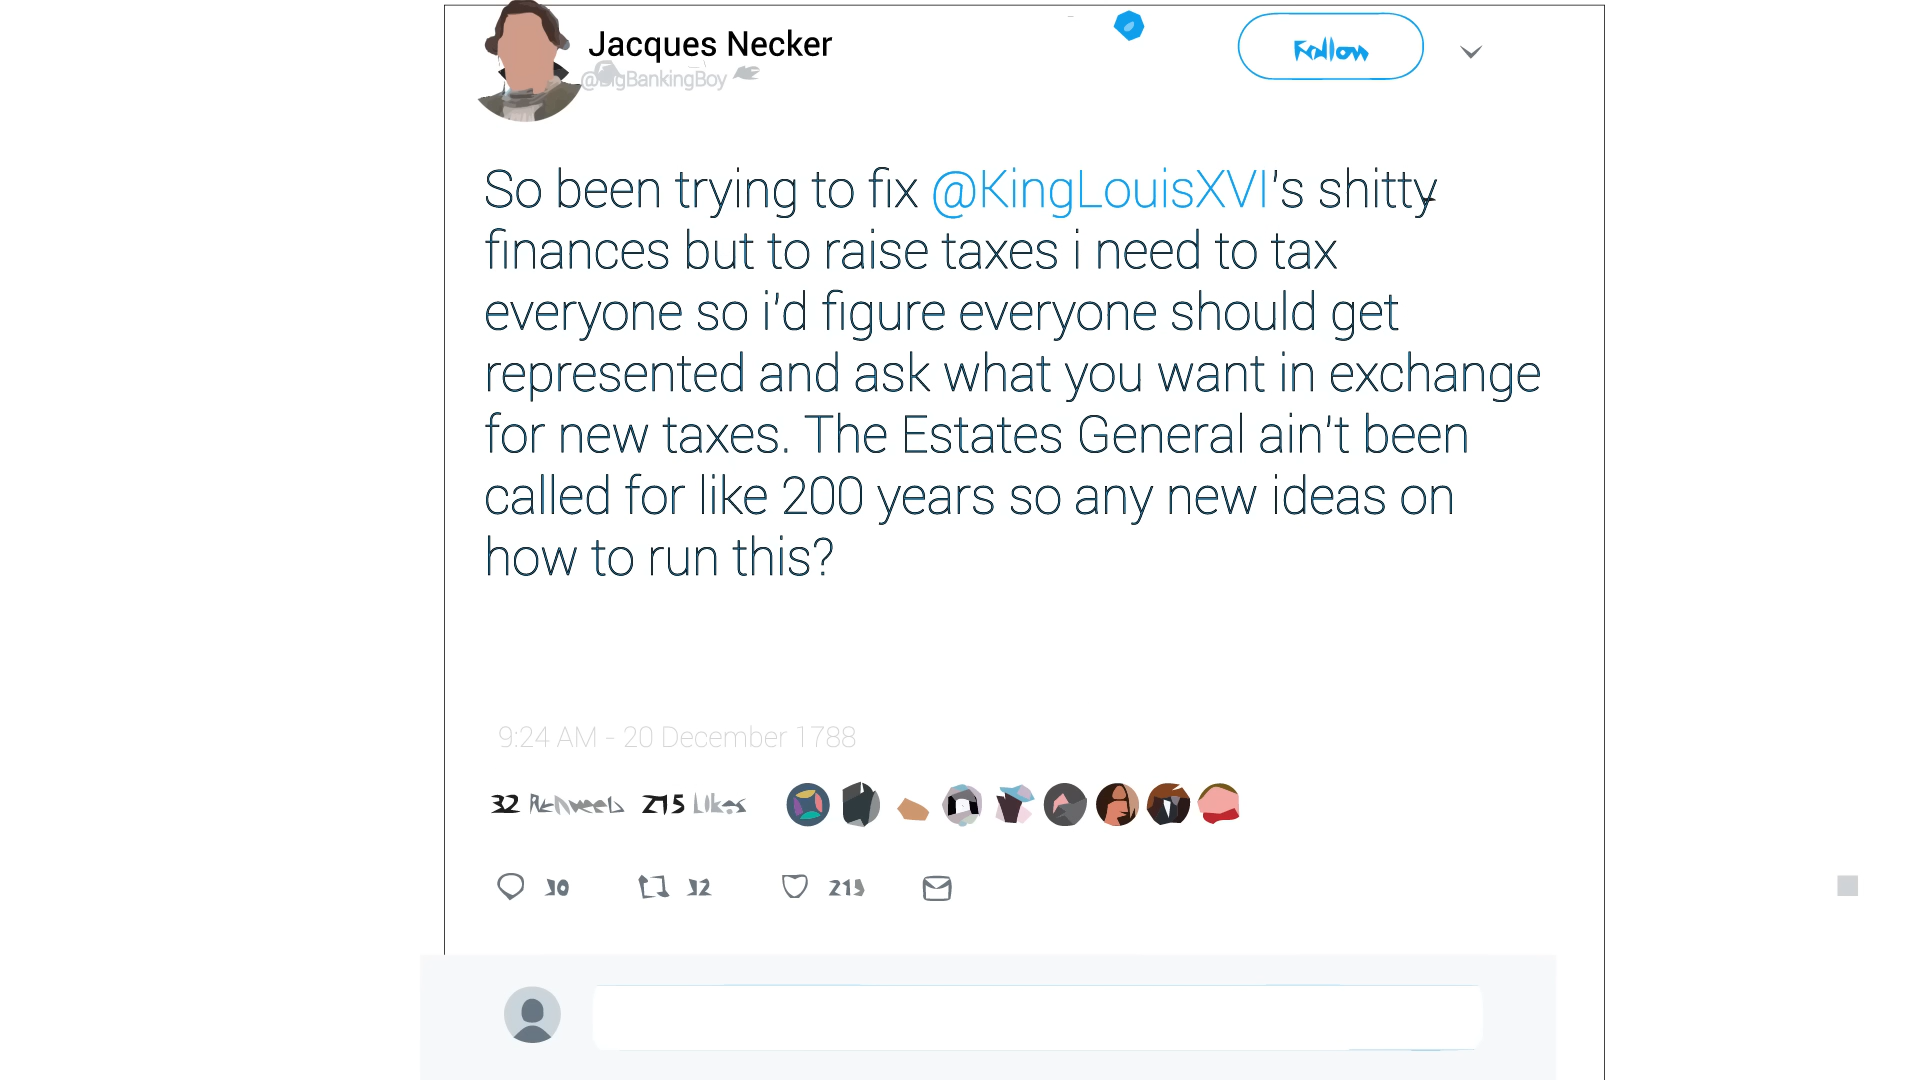 Jacques Necker
Follow
@BigBankingBoy
So been trying to fix @KingLouisXVI's shitty
finances but to raise taxes i need to tax
everyone so i'd figure everyone should get
represented and ask what you want in exchange
for new taxes. The Estates General ain't been
called for like 200 years so any new ideas on
how to run this?
9:24 AM - 20 December 1788
32 Retweets 215 Likes